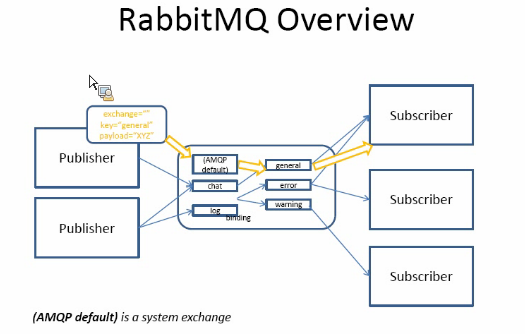 RabbitMQ Overview
exchange=""
key="general"
payload="XYZ"
Publisher
Publisher
(AMQP
default)
chat
log
binding
general
error
warning
Subscriber
Subscriber
Subscriber
(AMQP default) is a system exchange